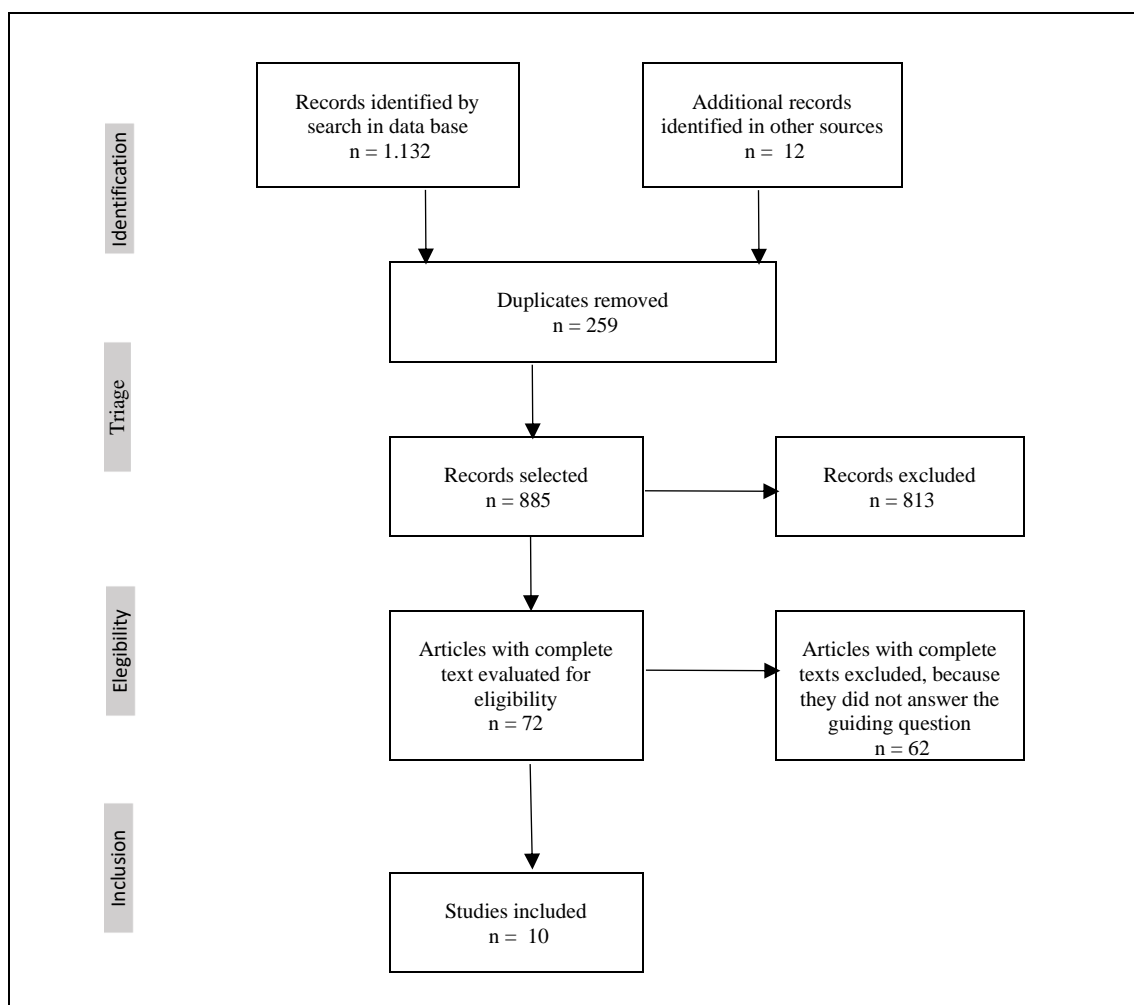 Records identified by
search in data base
n = 1.132
Additional records
identified in other sources
n = 12
Identification
Duplicates removed
n = 259
Triage
Records selected
n = 885
Records excluded
n = 813
Elegibility
Articles with complete
text evaluated for
eligibility
n = 72
Articles with complete
texts excluded, because
they did not answer the
guiding question
n = 62
Inclusion
Studies included
n = 10